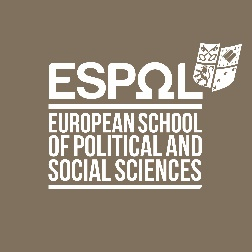 ESPΩL
EUROPEAN SCHOOL
OF POLITICAL AND
SOCIAL SCIENCES